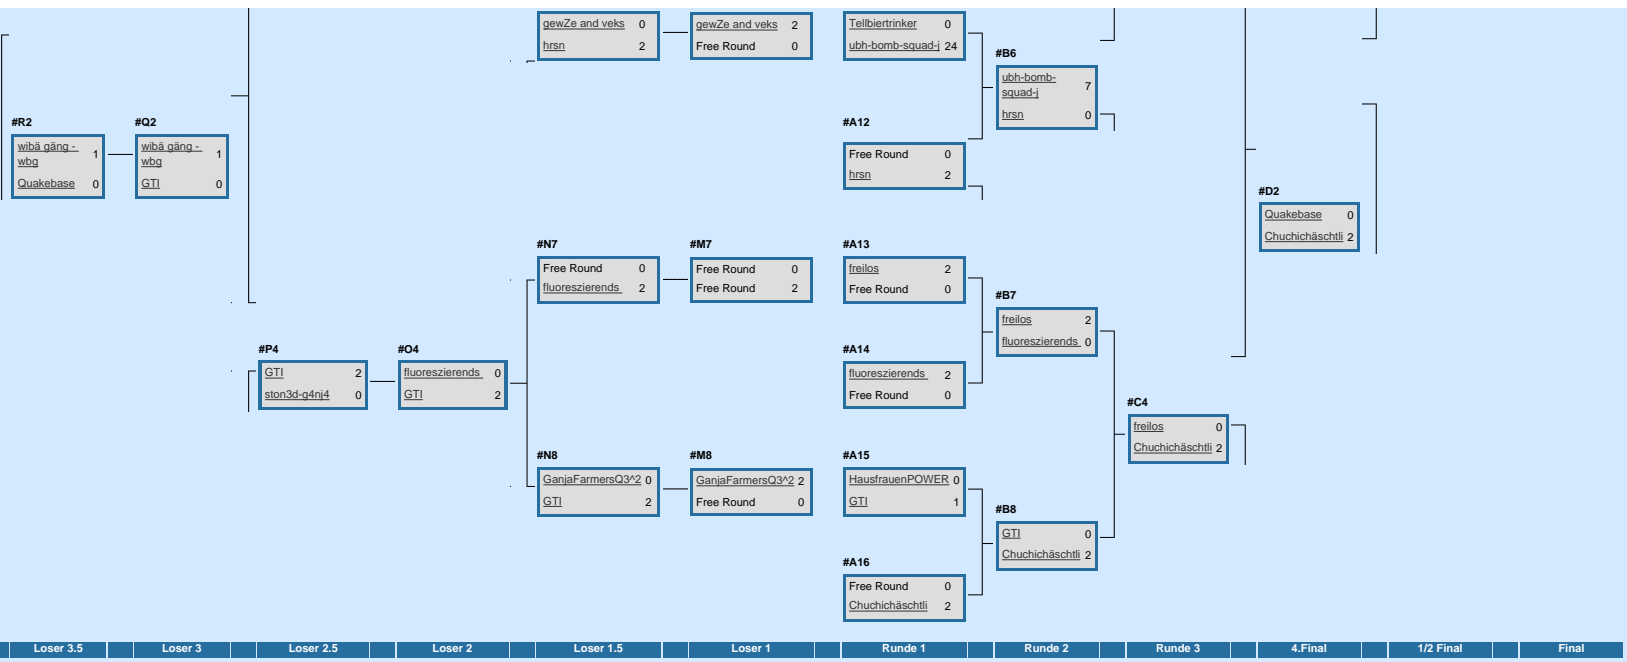 gewZe and veks 0
hrsn 2
gewZe and veks 2
Free Round 0
Tellbiertrinker 0
ubh-bomb-squad-j 24
#B6
ubh-bomb-
squad-j 7
hrsn 0
#R2
wibä gäng -
wbg 1
Quakebase 0
#Q2
wibä gäng -
wbg 1
GTI 0
#A12
Free Round 0
hrsn 2
#D2
Quakebase 0
Chuchichäschtli 2
#N7
Free Round 0
fluoreszierends 2
#M7
Free Round 0
Free Round 2
#A13
freilos 2
Free Round 0
#B7
freilos 2
fluoreszierends 0
#P4
GTI 2
ston3d-g4nj4 0
#O4
fluoreszierends 0
GTI 2
#A14
fluoreszierends 2
Free Round 0
#C4
freilos 0
Chuchichäschtli 2
#N8
GanjaFarmersQ3^2 0
GTI 2
#M8
GanjaFarmersQ3^2 2
Free Round 0
#A15
HausfrauenPOWER 0
GTI 1
#B8
GTI 0
Chuchichäschtli 2
#A16
Free Round 0
Chuchichäschtli 2
Loser 3.5 Loser 3 Loser 2.5 Loser 2 Loser 1.5 Loser 1 Runde 1 Runde 2 Runde 3 4.Final 1/2 Final Final